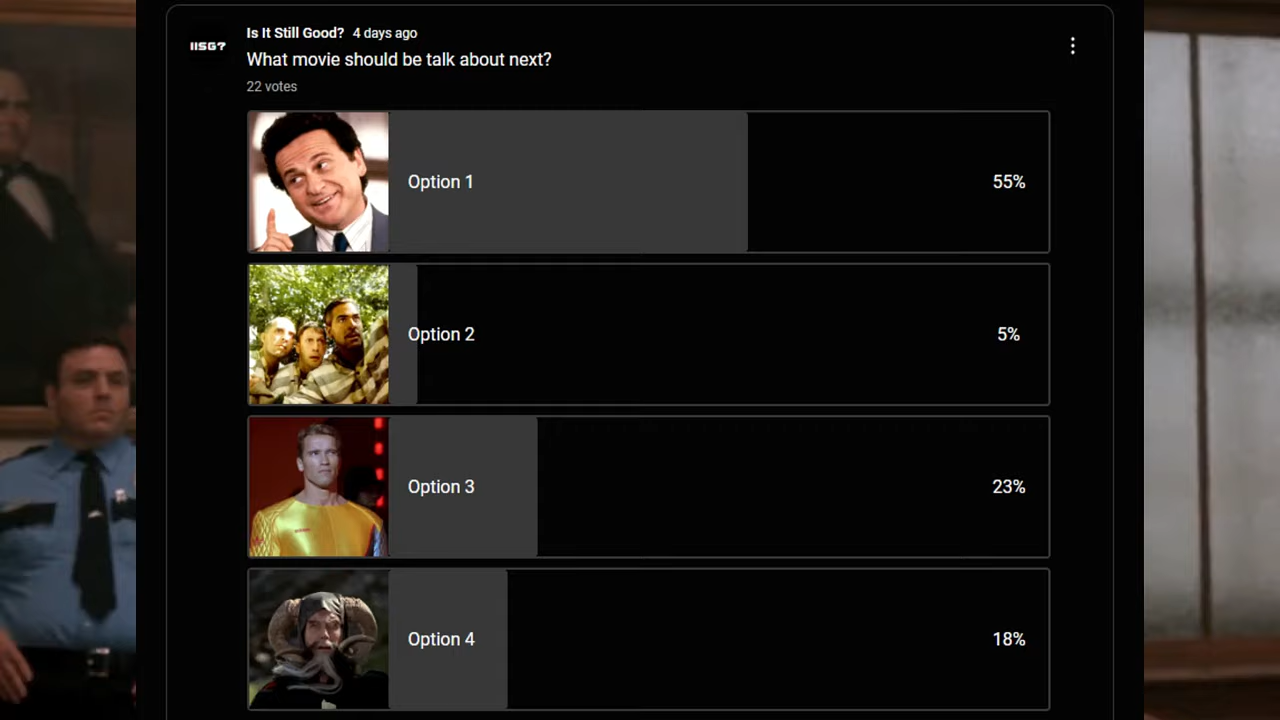 IISG?
Is It Still Good? 4 days ago
What movie should be talk about next?
22 votes
Option 1 55%
Option 2 5%
Option 3 23%
Option 4 18%